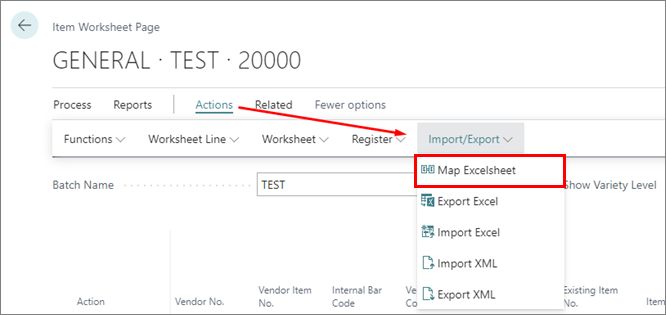 Item Worksheet Page
GENERAL · TEST · 20000
Process Reports Actions Related Fewer options
Functions Worksheet Line Worksheet Register Import/Export
Map Excelsheet
Batch Name TEST Show Variety Level
Export Excel
Import Excel
Import XML
Export XML
Action Vendor No. Vendor Item No. Internal Bar Code Existing Item No. Item